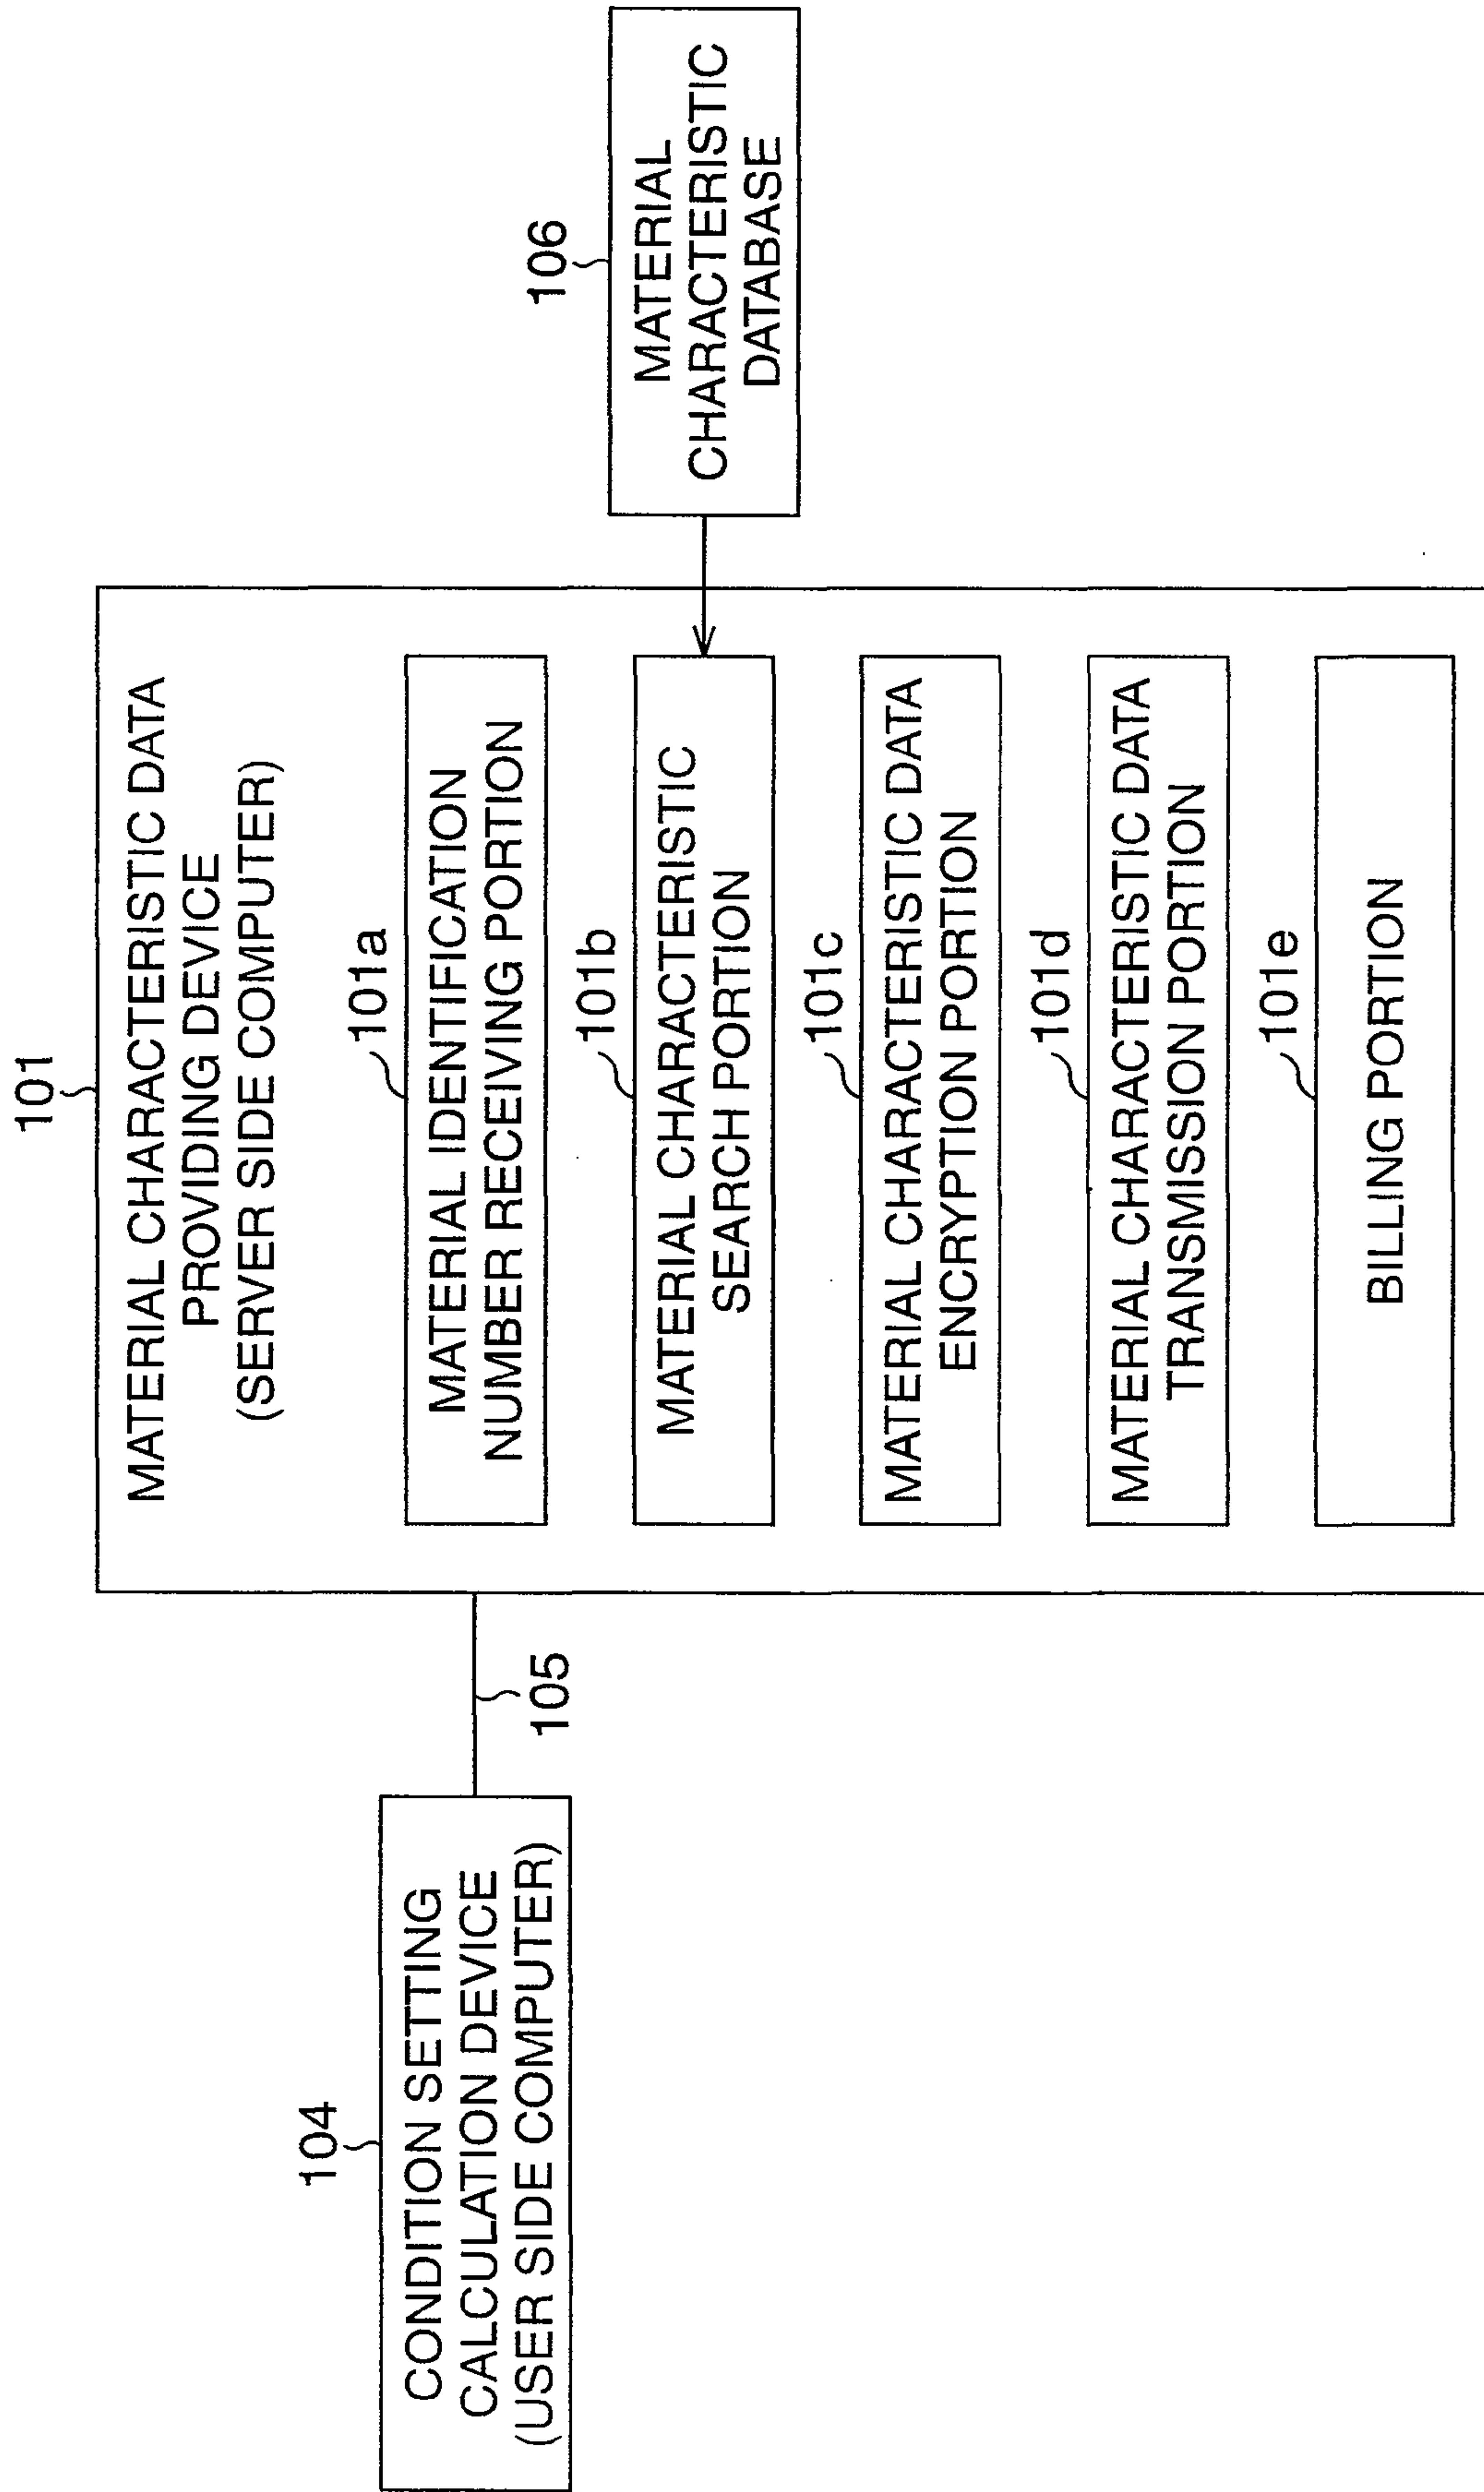 101
MATERIAL CHARACTERISTIC DATA
PROVIDING DEVICE
(SERVER SIDE COMPUTER)
101a
MATERIAL IDENTIFICATION
NUMBER RECEIVING PORTION
101b
MATERIAL CHARACTERISTIC
SEARCH PORTION
101c
MATERIAL CHARACTERISTIC DATA
ENCRYPTION PORTION
101d
MATERIAL CHARACTERISTIC DATA
TRANSMISSION PORTION
101e
BILLING PORTION
104
CONDITION SETTING
CALCULATION DEVICE
(USER SIDE COMPUTER)
105
106
MATERIAL
CHARACTERISTIC
DATABASE